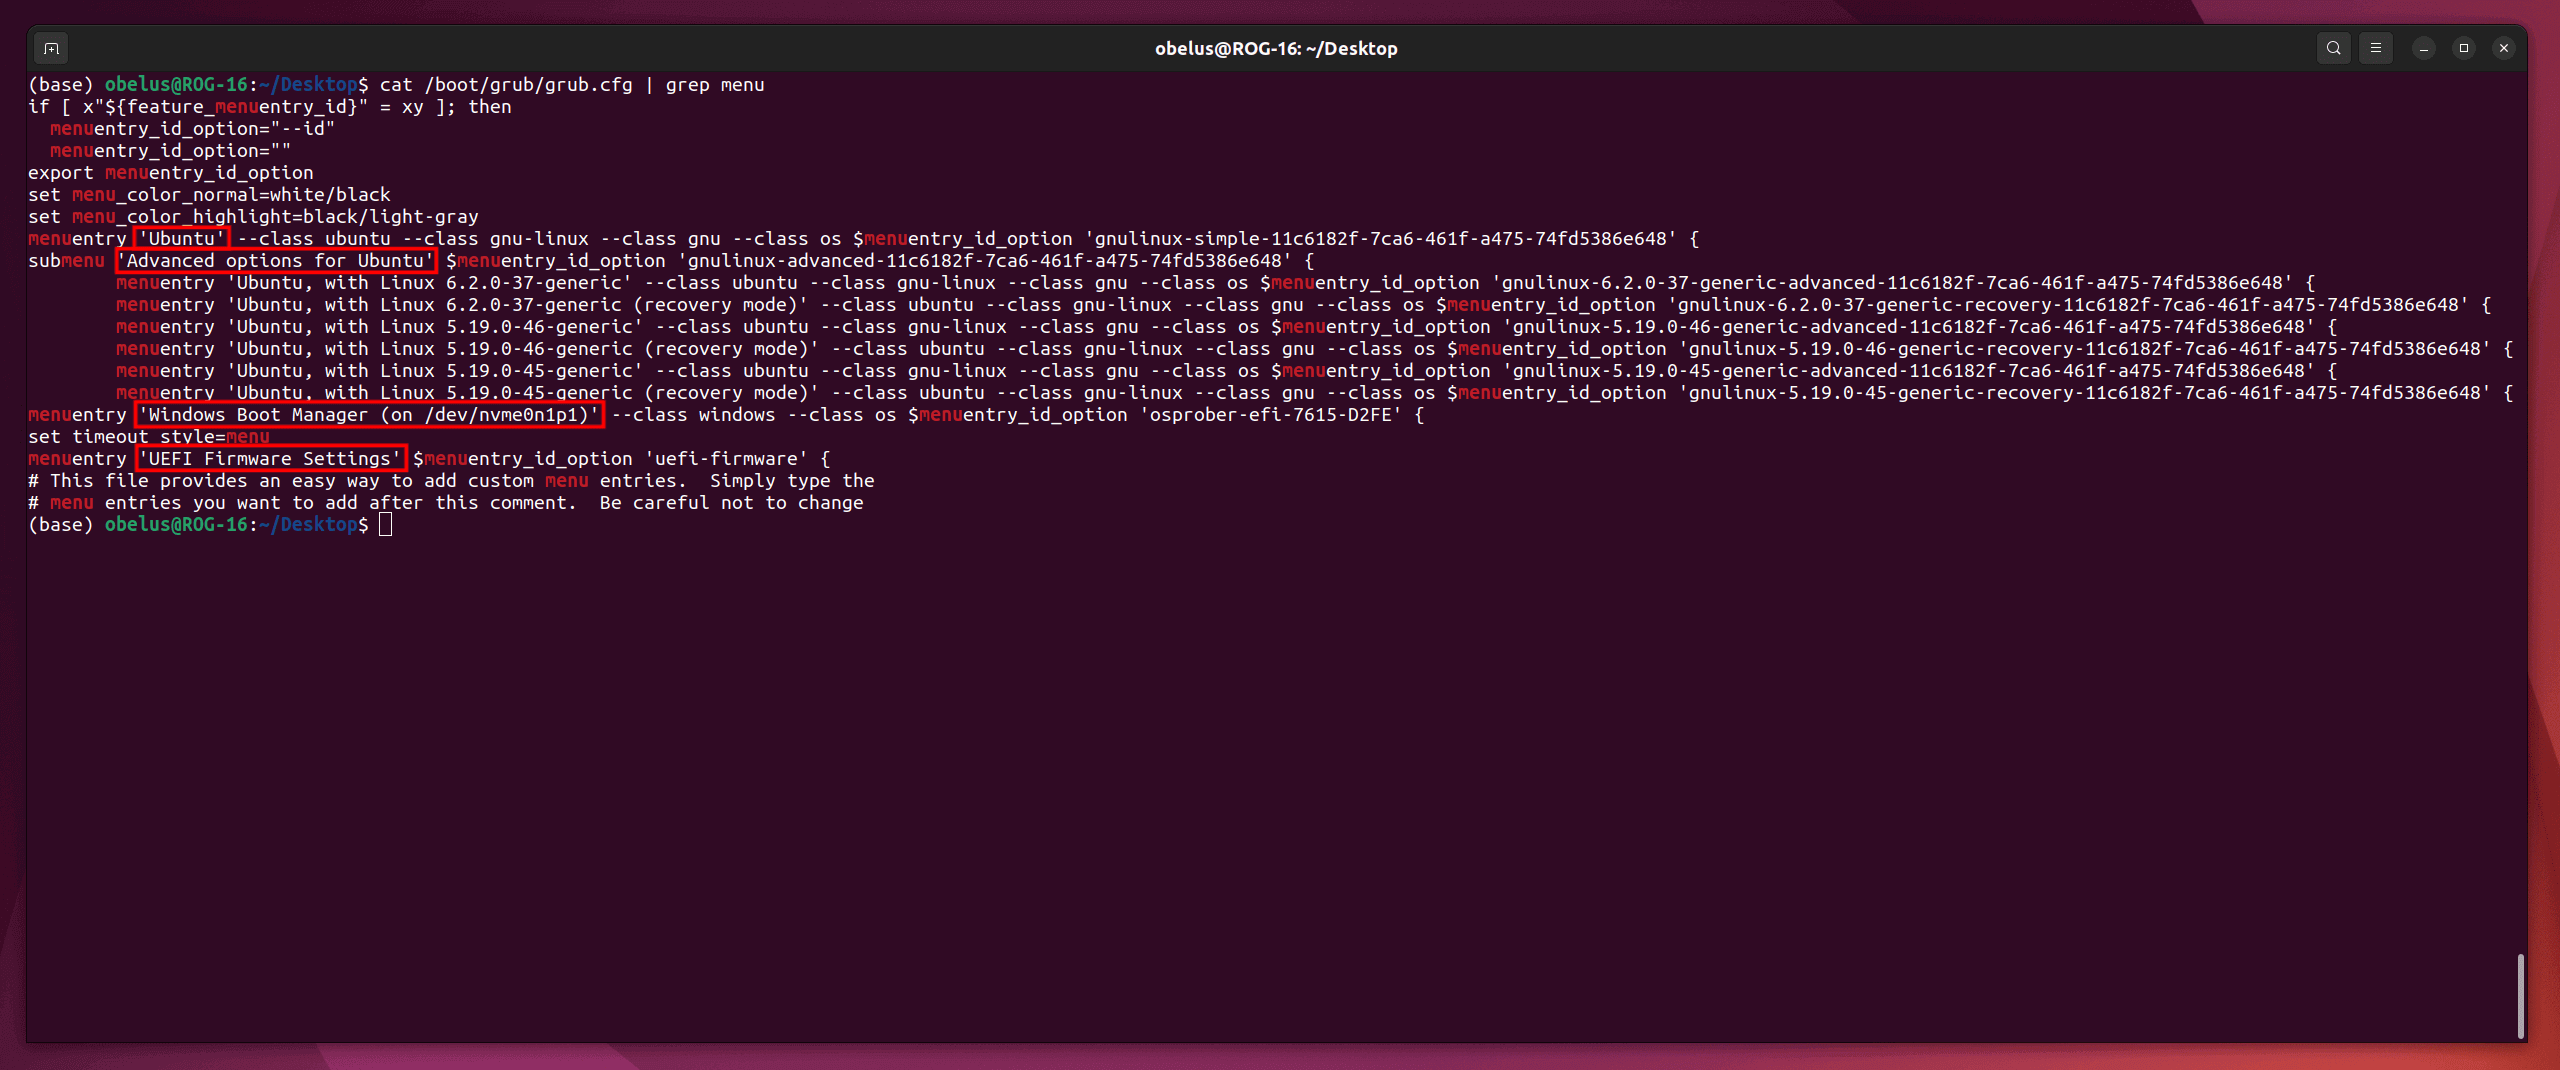 obelus@ROG-16: ~/Desktop
(base) obelus@ROG-16:~/Desktop$ cat /boot/grub/grub.cfg | grep menu
if [ x"${feature_menuentry_id}" = xy ]; then
  menuentry_id_option="--id"
  menuentry_id_option=""
export menuentry_id_option
set menu_color_normal=white/black
set menu_color_highlight=black/light-gray
menuentry 'Ubuntu' --class ubuntu --class gnu-linux --class gnu --class os $menuentry_id_option 'gnulinux-simple-11c6182f-7ca6-461f-a475-74fd5386e648' {
submenu 'Advanced options for Ubuntu' $menuentry_id_option 'gnulinux-advanced-11c6182f-7ca6-461f-a475-74fd5386e648' {
        menuentry 'Ubuntu, with Linux 6.2.0-37-generic' --class ubuntu --class gnu-linux --class gnu --class os $menuentry_id_option 'gnulinux-6.2.0-37-generic-advanced-11c6182f-7ca6-461f-a475-74fd5386e648' {
        menuentry 'Ubuntu, with Linux 6.2.0-37-generic (recovery mode)' --class ubuntu --class gnu-linux --class gnu --class os $menuentry_id_option 'gnulinux-6.2.0-37-generic-recovery-11c6182f-7ca6-461f-a475-74fd5386e648' {
        menuentry 'Ubuntu, with Linux 5.19.0-46-generic' --class ubuntu --class gnu-linux --class gnu --class os $menuentry_id_option 'gnulinux-5.19.0-46-generic-advanced-11c6182f-7ca6-461f-a475-74fd5386e648' {
        menuentry 'Ubuntu, with Linux 5.19.0-46-generic (recovery mode)' --class ubuntu --class gnu-linux --class gnu --class os $menuentry_id_option 'gnulinux-5.19.0-46-generic-recovery-11c6182f-7ca6-461f-a475-74fd5386e648' {
        menuentry 'Ubuntu, with Linux 5.19.0-45-generic' --class ubuntu --class gnu-linux --class gnu --class os $menuentry_id_option 'gnulinux-5.19.0-45-generic-advanced-11c6182f-7ca6-461f-a475-74fd5386e648' {
        menuentry 'Ubuntu, with Linux 5.19.0-45-generic (recovery mode)' --class ubuntu --class gnu-linux --class gnu --class os $menuentry_id_option 'gnulinux-5.19.0-45-generic-recovery-11c6182f-7ca6-461f-a475-74fd5386e648' {
menuentry 'Windows Boot Manager (on /dev/nvme0n1p1)' --class windows --class os $menuentry_id_option 'osprober-efi-7615-D2FE' {
set timeout_style=menu
menuentry 'UEFI Firmware Settings' $menuentry_id_option 'uefi-firmware' {
# This file provides an easy way to add custom menu entries.  Simply type the
# menu entries you want to add after this comment.  Be careful not to change
(base) obelus@ROG-16:~/Desktop$